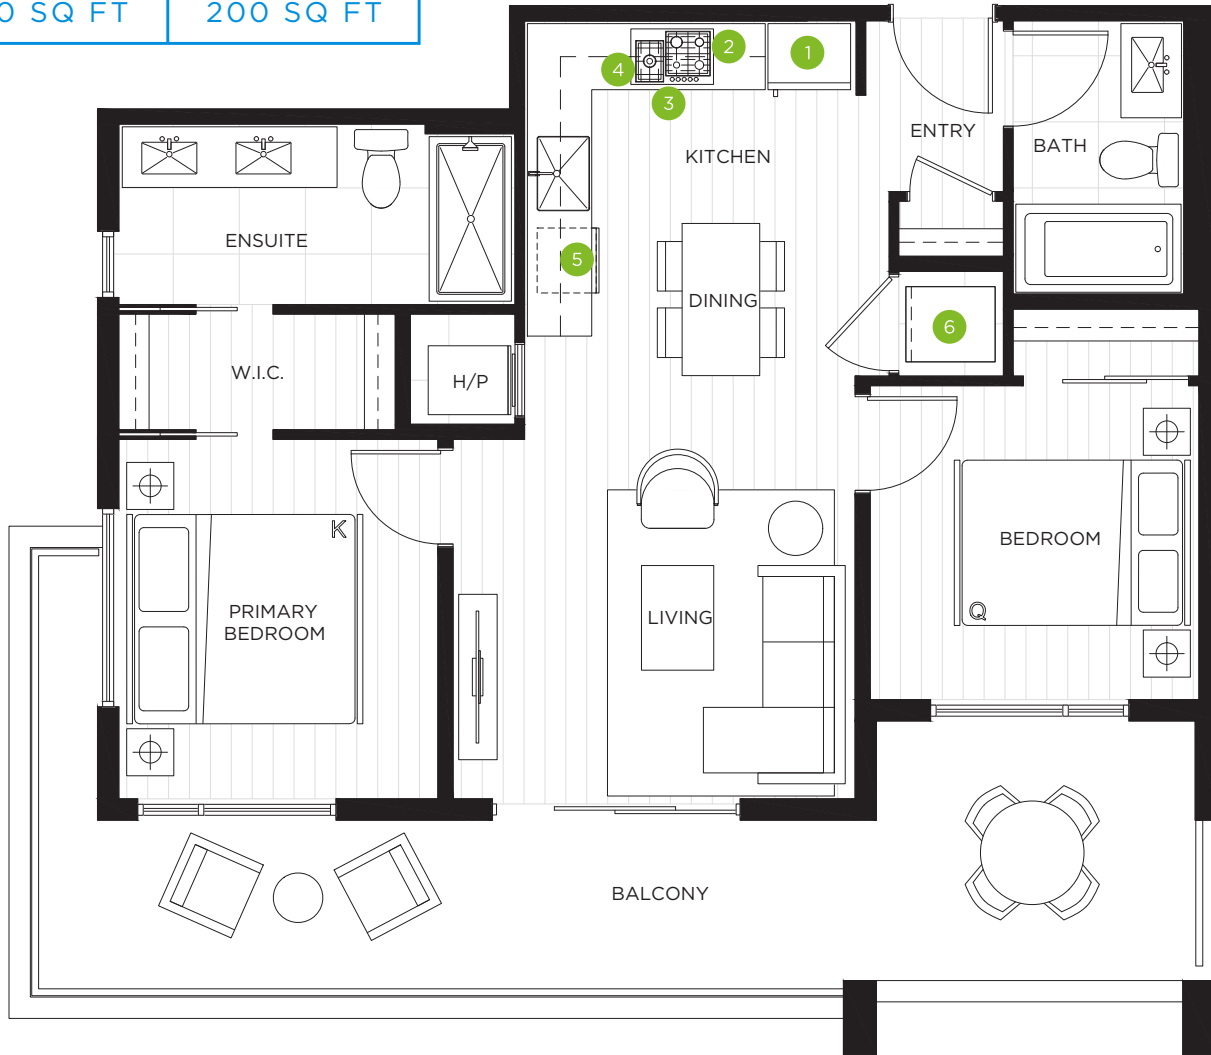 0 SQ FT
200 SQ FT
1
2
3
4
5
6
KITCHEN
ENTRY
BATH
ENSUITE
DINING
W.I.C.
H/P
K
PRIMARY
BEDROOM
LIVING
BEDROOM
Q
BALCONY